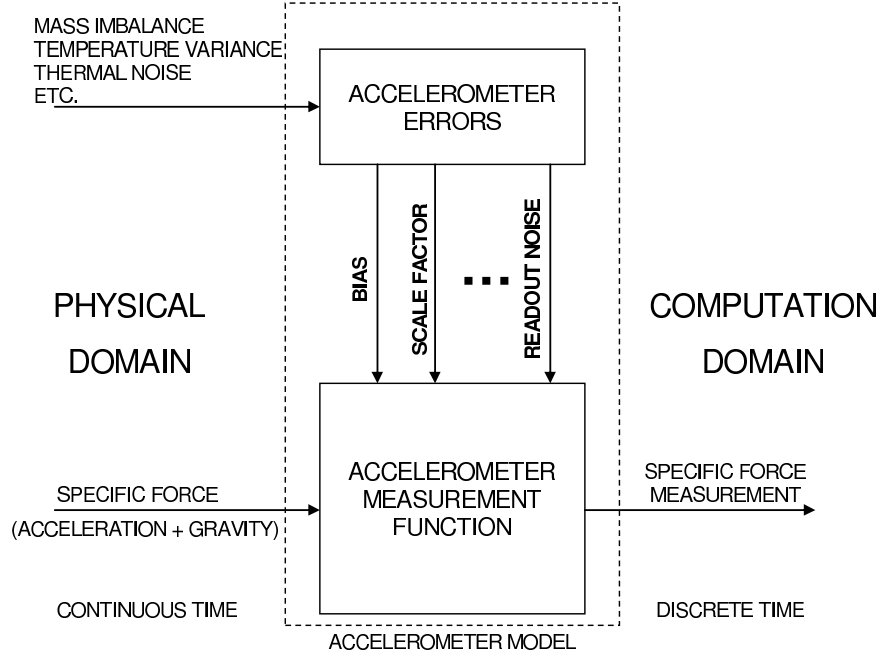 MASS IMBALANCE
TEMPERATURE VARIANCE
THERMAL NOISE
ETC.
ACCELEROMETER
ERRORS
BIAS
SCALE FACTOR
...
READOUT NOISE
PHYSICAL
DOMAIN
COMPUTATION
DOMAIN
ACCELEROMETER
MEASUREMENT
FUNCTION
SPECIFIC FORCE
(ACCELERATION + GRAVITY)
SPECIFIC FORCE
MEASUREMENT
CONTINUOUS TIME
DISCRETE TIME
ACCELEROMETER MODEL